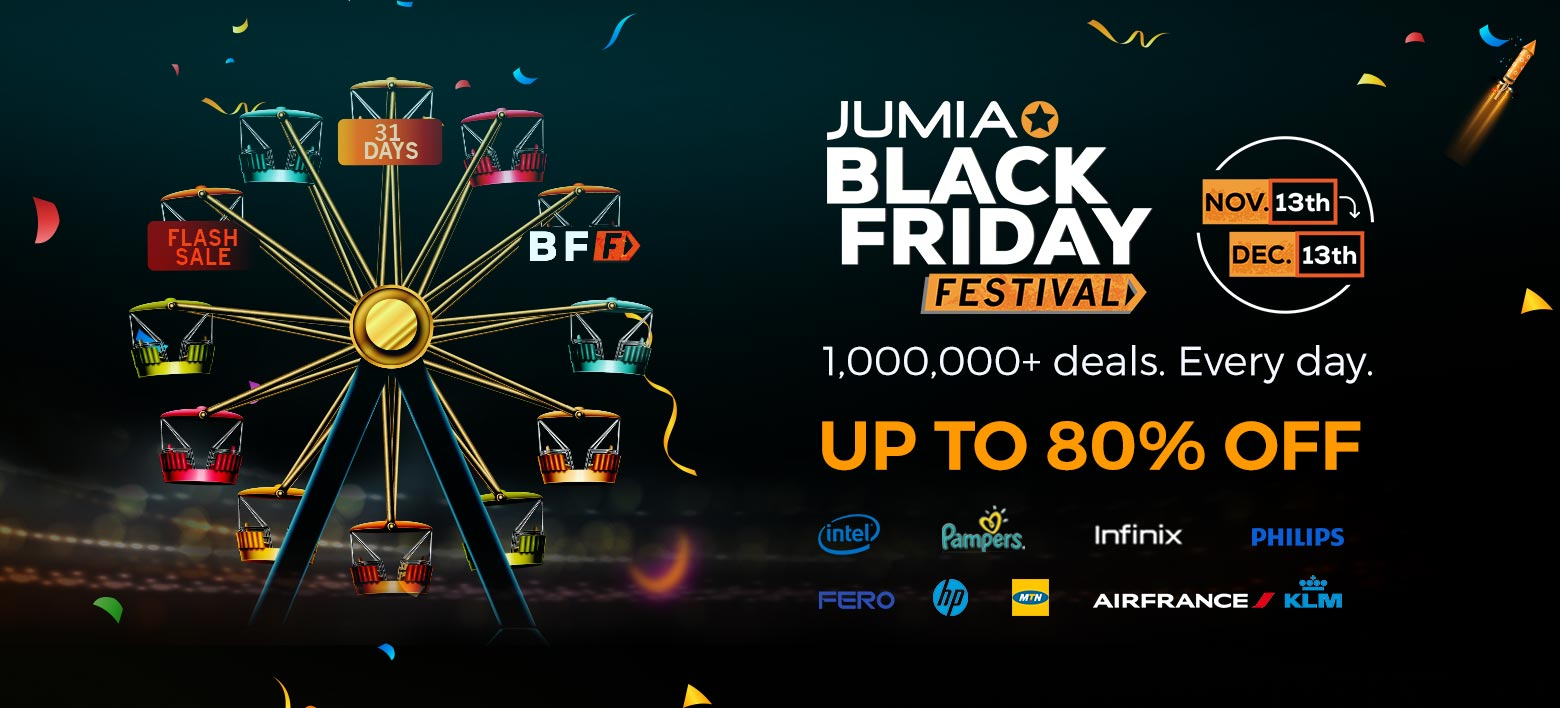 31
DAYS
FLASH
SALE
BFF
JUMIA
BLACK
FRIDAY
FESTIVAL
NOV. 13th
DEC. 13th
1,000,000+ deals. Every day.
UP TO 80% OFF
intel Pampers. Infinix PHILIPS
FERO hp MTN AIRFRANCE KLM